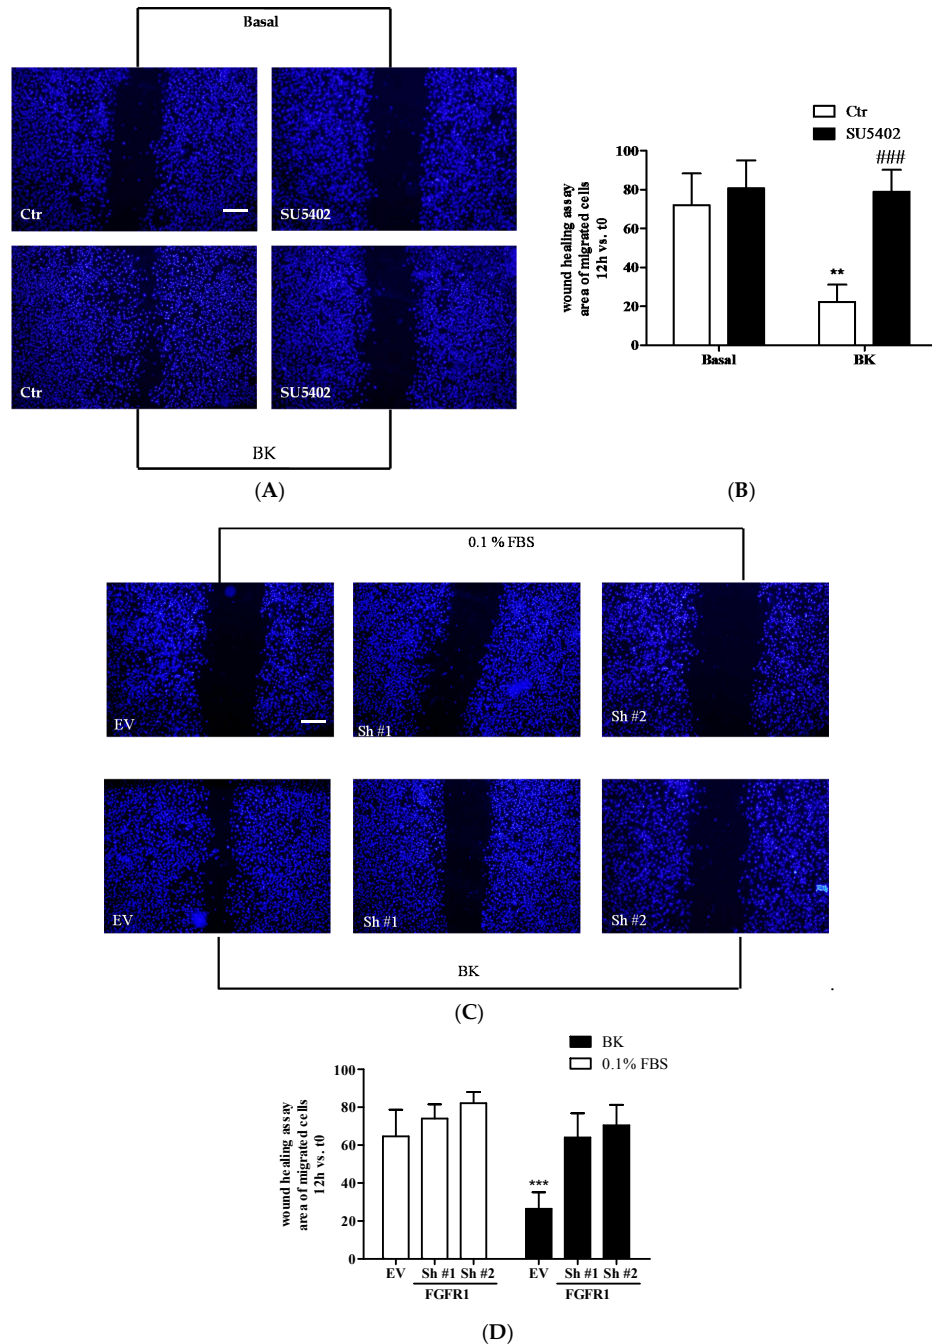 Basal
Ctr
SU5402
Ctr
SU5402
BK
(A)
Ctr
SU5402
wound healing assay
area of migrated cells
12h vs. t0
100
80
60
40
20
0
**
###
Basal
BK
(B)
0.1 % FBS
EV
Sh #1
Sh #2
EV
Sh #1
Sh #2
BK
.
(C)
BK
0.1% FBS
wound healing assay
area of migrated cells
12h vs. t0
100
80
60
40
20
0
***
EV Sh #1 Sh #2 EV Sh #1 Sh #2
FGFR1 FGFR1
(D)